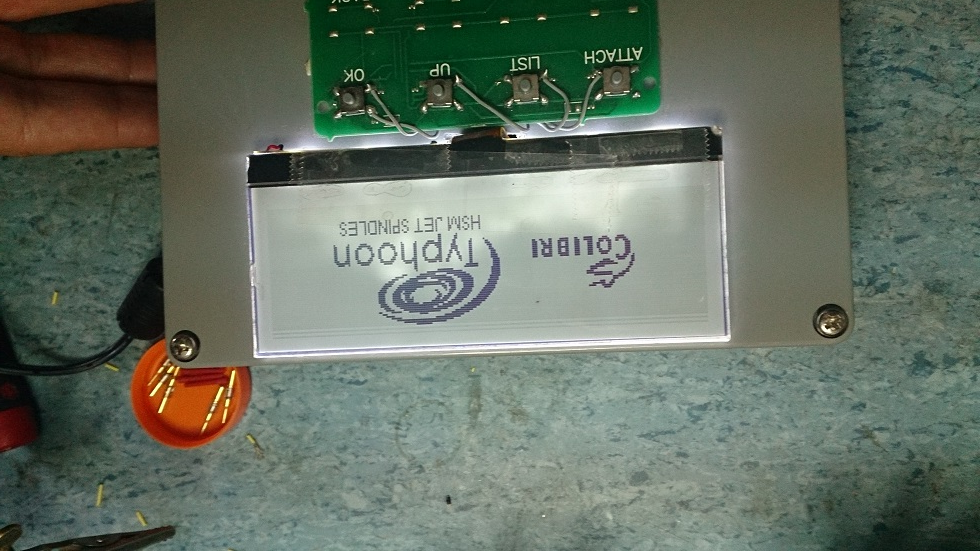 ATTACH LIST UP OK
COLIBRI
Typhoon
HSM JET SPINDLES